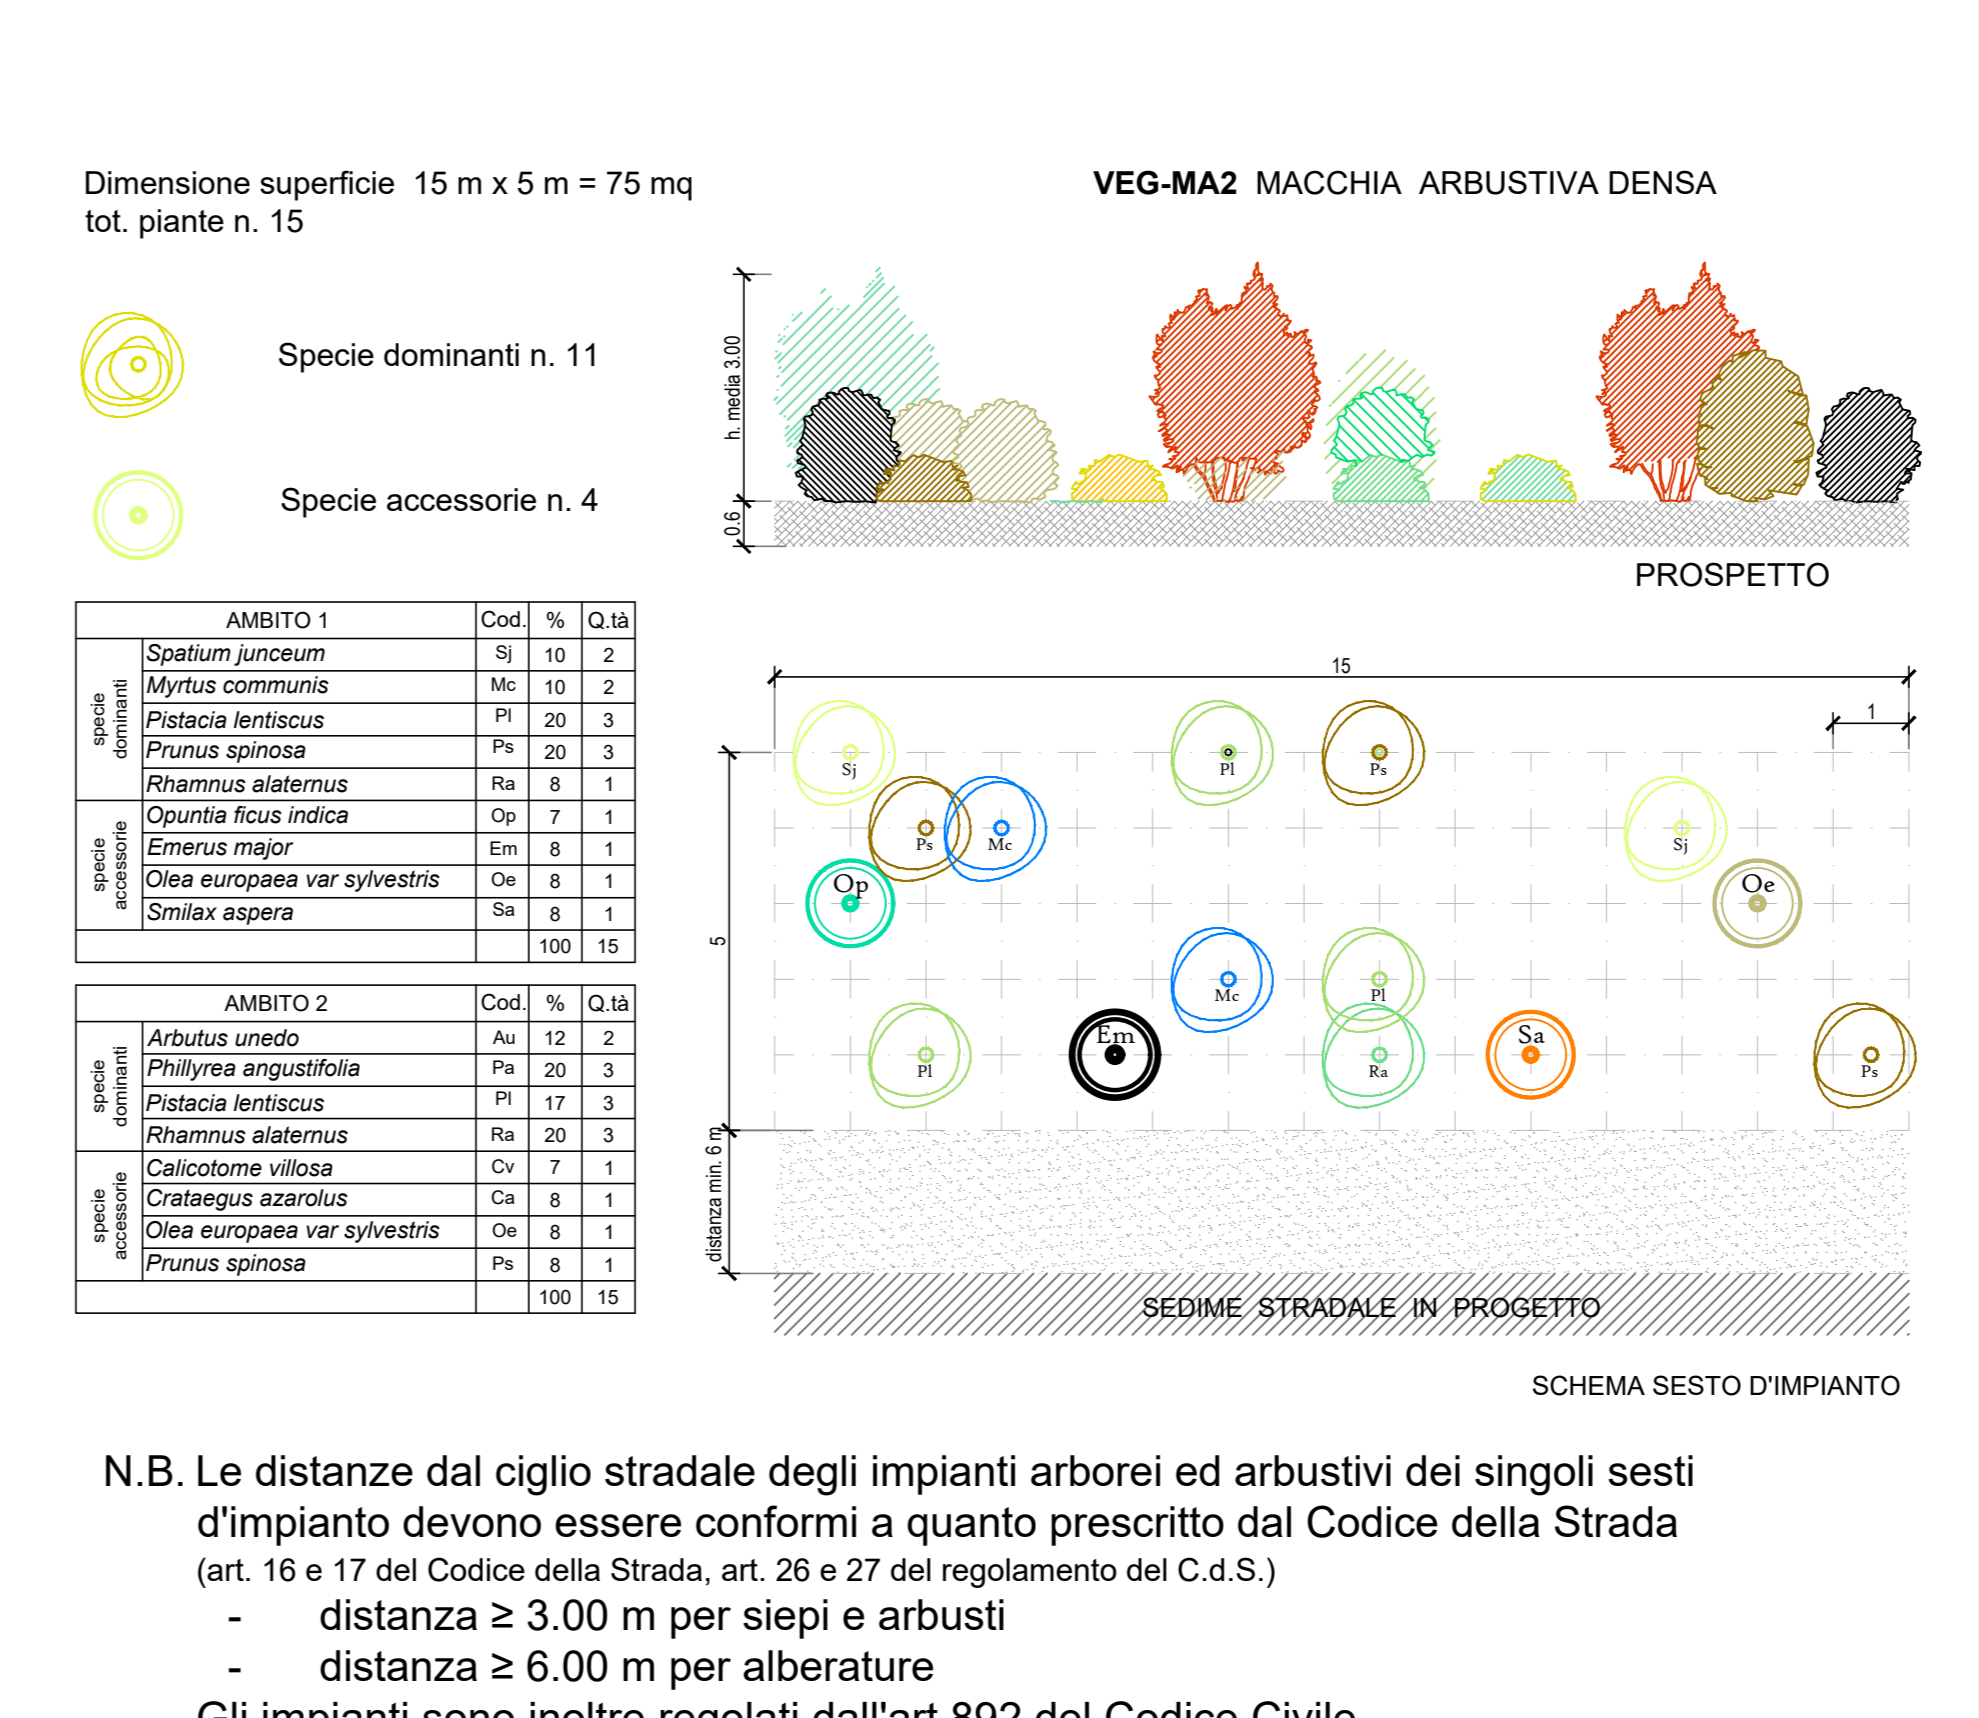 Dimensione superficie 15 m x 5 m = 75 mq
tot. piante n. 15
VEG-MA2 MACCHIA ARBUSTIVA DENSA
Specie dominanti n. 11
Specie accessorie n. 4
h. media 3.00
0.6
PROSPETTO
AMBITO 1 Cod. % Q.tà
specie dominanti
Spatium junceum Sj 10 2
Myrtus communis Mc 10 2
Pistacia lentiscus Pl 20 3
Prunus spinosa Ps 20 3
Rhamnus alaternus Ra 8 1
specie accessorie
Opuntia ficus indica Op 7 1
Emerus major Em 8 1
Olea europaea var sylvestris Oe 8 1
Smilax aspera Sa 8 1
100 15
AMBITO 2 Cod. % Q.tà
specie dominanti
Arbutus unedo Au 12 2
Phillyrea angustifolia Pa 20 3
Pistacia lentiscus Pl 17 3
Rhamnus alaternus Ra 20 3
specie accessorie
Calicotome villosa Cv 7 1
Crataegus azarolus Ca 8 1
Olea europaea var sylvestris Oe 8 1
Prunus spinosa Ps 8 1
100 15
15
1
Sj Pl Ps
Ps Mc Sj
Op Oe
5
Mc Pl
Em Sa
Pl Ra Ps
distanza min. 6 m
SEDIME STRADALE IN PROGETTO
SCHEMA SESTO D'IMPIANTO
N.B. Le distanze dal ciglio stradale degli impianti arborei ed arbustivi dei singoli sesti
d'impianto devono essere conformi a quanto prescritto dal Codice della Strada
(art. 16 e 17 del Codice della Strada, art. 26 e 27 del regolamento del C.d.S.)
- distanza ≥ 3.00 m per siepi e arbusti
- distanza ≥ 6.00 m per alberature
Gli impianti sono inoltre regolati dall'art.892 del Codice Civile